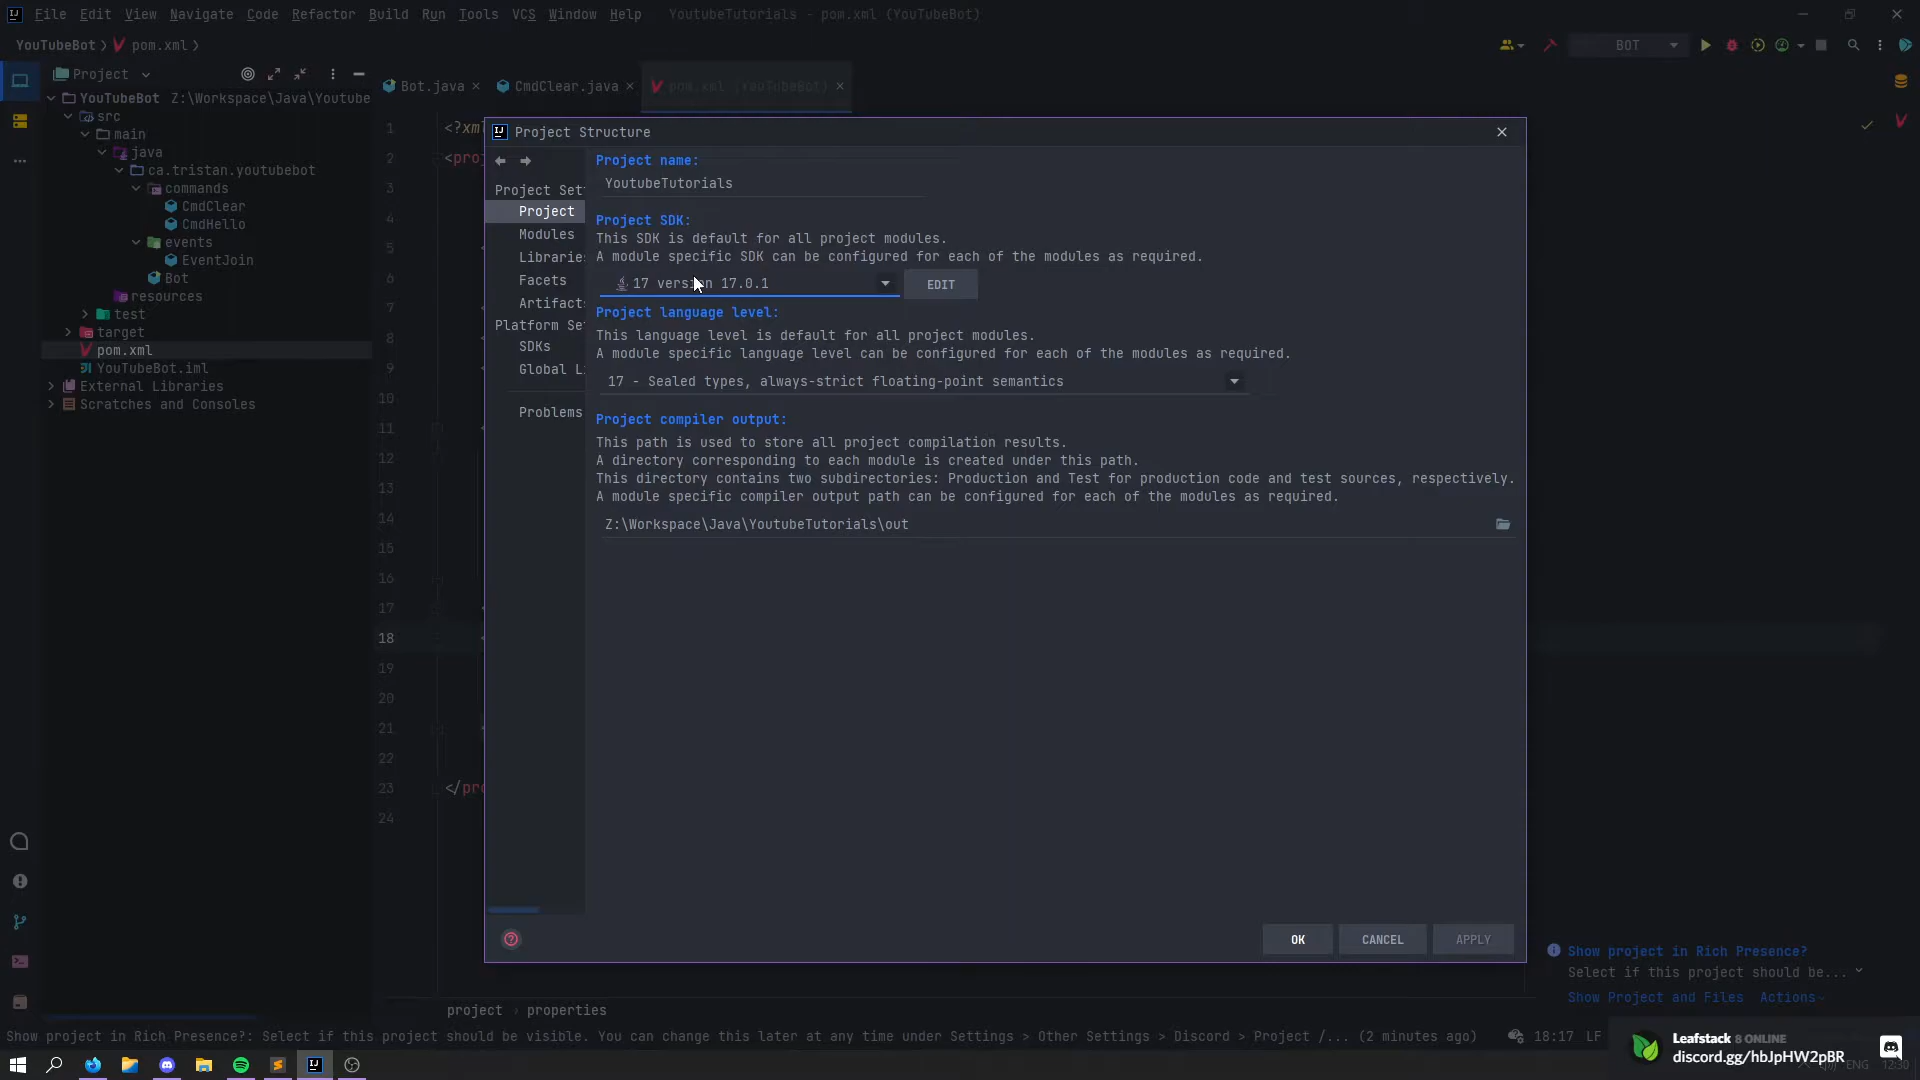 File Edit View Navigate Code Refactor Build Run Tools VCS Window Help YoutubeTutorials - pom.xml (YouTubeBot)
YouTubeBot pom.xml
BOT
Project
Bot.java
CmdClear.java
pom.xml (YouTubeBot)
YouTubeBot Z:\Workspace\Java\Youtube
src
main
java
ca.tristan.youtubebot
commands
CmdClear
CmdHello
events
EventJoin
Bot
resources
test
target
pom.xml
YouTubeBot.iml
External Libraries
Scratches and Consoles
1 <?xml
2 <proj
3
4
5
6
7
8
9
10
11
12
13
14
15
16
17
18
19
20
21
22
23 </pro
24
Project Structure
Project Set
Project
Modules
Libraries
Facets
Artifact
Platform Set
SDKs
Global Li
Problems
Project name:
YoutubeTutorials
Project SDK:
This SDK is default for all project modules.
A module specific SDK can be configured for each of the modules as required.
17 version 17.0.1
EDIT
Project language level:
This language level is default for all project modules.
A module specific language level can be configured for each of the modules as required.
17 - Sealed types, always-strict floating-point semantics
Project compiler output:
This path is used to store all project compilation results.
A directory corresponding to each module is created under this path.
This directory contains two subdirectories: Production and Test for production code and test sources, respectively.
A module specific compiler output path can be configured for each of the modules as required.
Z:\Workspace\Java\YoutubeTutorials\out
OK CANCEL APPLY
Show project in Rich Presence?
Select if this project should be...
Show Project and Files Actions
project › properties
Show project in Rich Presence?: Select if this project should be visible. You can change this later at any time under Settings > Other Settings > Discord > Project /... (2 minutes ago)
18:17 LF
Leafstack 8 ONLINE
discord.gg/hbJpHW2pBR
ENG 12:30